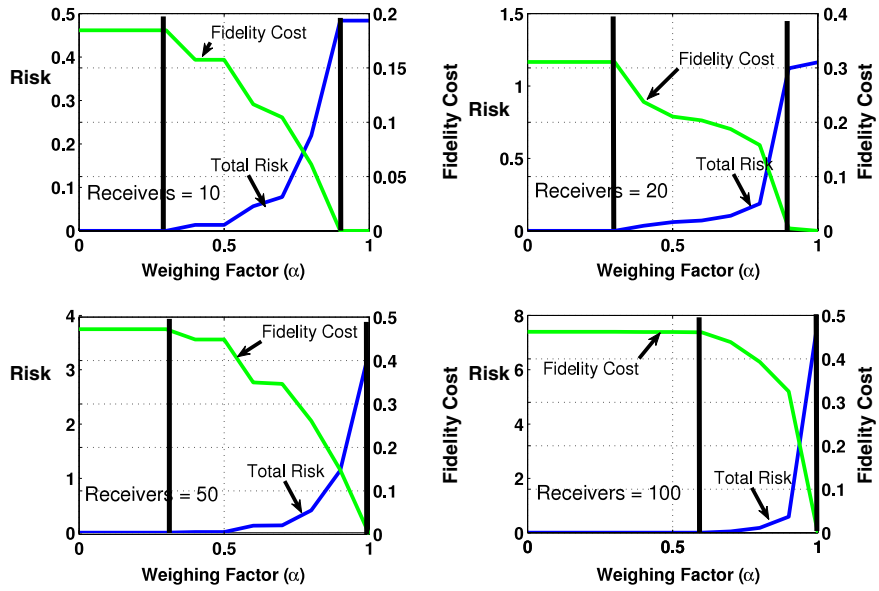 0.5
0.4
0.3
0.3
0.2
0.1
0
Risk
0.2
0.15
0.1
0.05
0
Fidelity Cost
Fidelity Cost
Total Risk
Receivers = 10
0
0.5
1
Weighing Factor (α)
1.5
1
0.5
0
Risk
0.4
0.3
0.2
0.1
0
Fidelity Cost
Fidelity Cost
Total Risk
Receivers = 20
0
0.5
1
Weighing Factor (α)
4
3
2
1
0
Risk
0.5
0.4
0.3
0.2
0.1
0
Fidelity Cost
Fidelity Cost
Total Risk
Receivers = 50
0
0.5
1
Weighing Factor (α)
8
6
4
2
0
Risk
0.5
0.4
0.3
0.2
0.1
0
Fidelity Cost
Fidelity Cost
Total Risk
Receivers = 100
0
0.5
1
Weighing Factor (α)